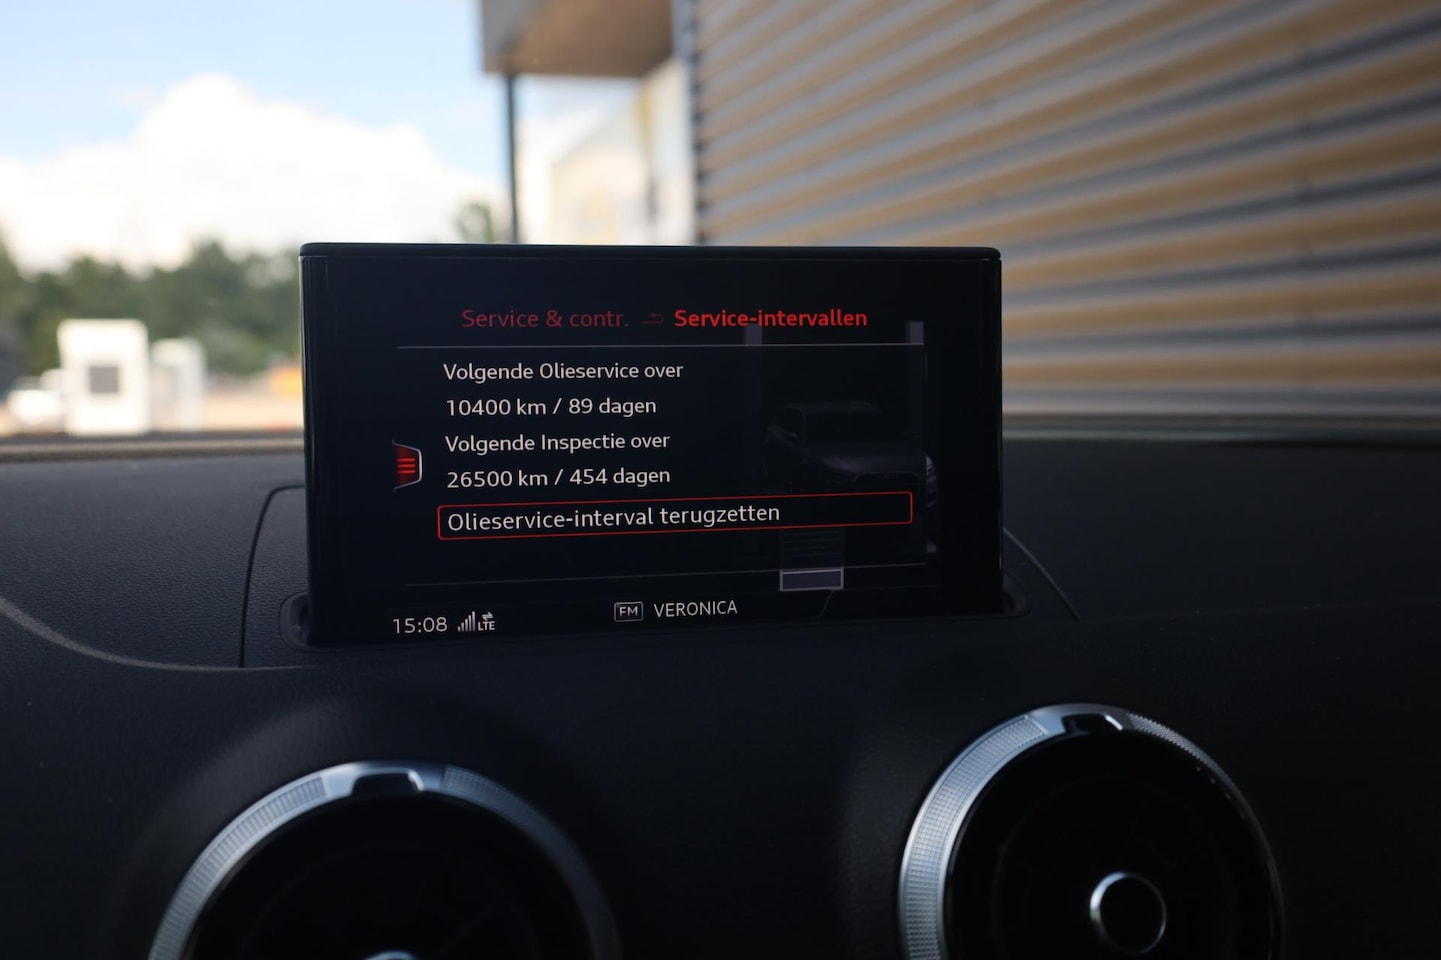 Service & contr. Service-intervallen
Volgende Olieservice over
10400 km / 89 dagen
Volgende Inspectie over
26500 km / 454 dagen
Olieservice-interval terugzetten
15:08 LTE FM VERONICA